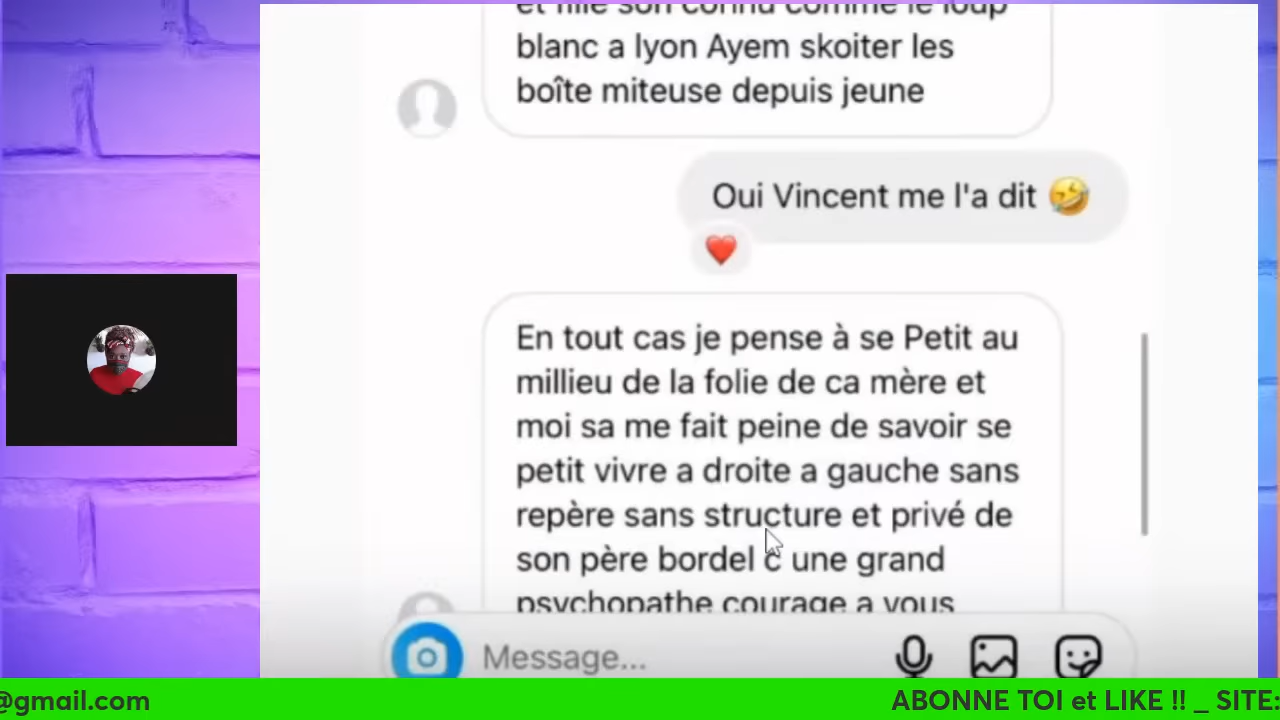 et fille son connu comme le loup
blanc a lyon Ayem skoiter les
boîte miteuse depuis jeune
Oui Vincent me l'a dit 🤣
❤️
En tout cas je pense à se Petit au
millieu de la folie de ca mère et
moi sa me fait peine de savoir se
petit vivre a droite a gauche sans
repère sans structure et privé de
son père bordel c une grand
psychopathe courage a vous
Message...
@gmail.com
ABONNE TOI et LIKE !! _ SITE: